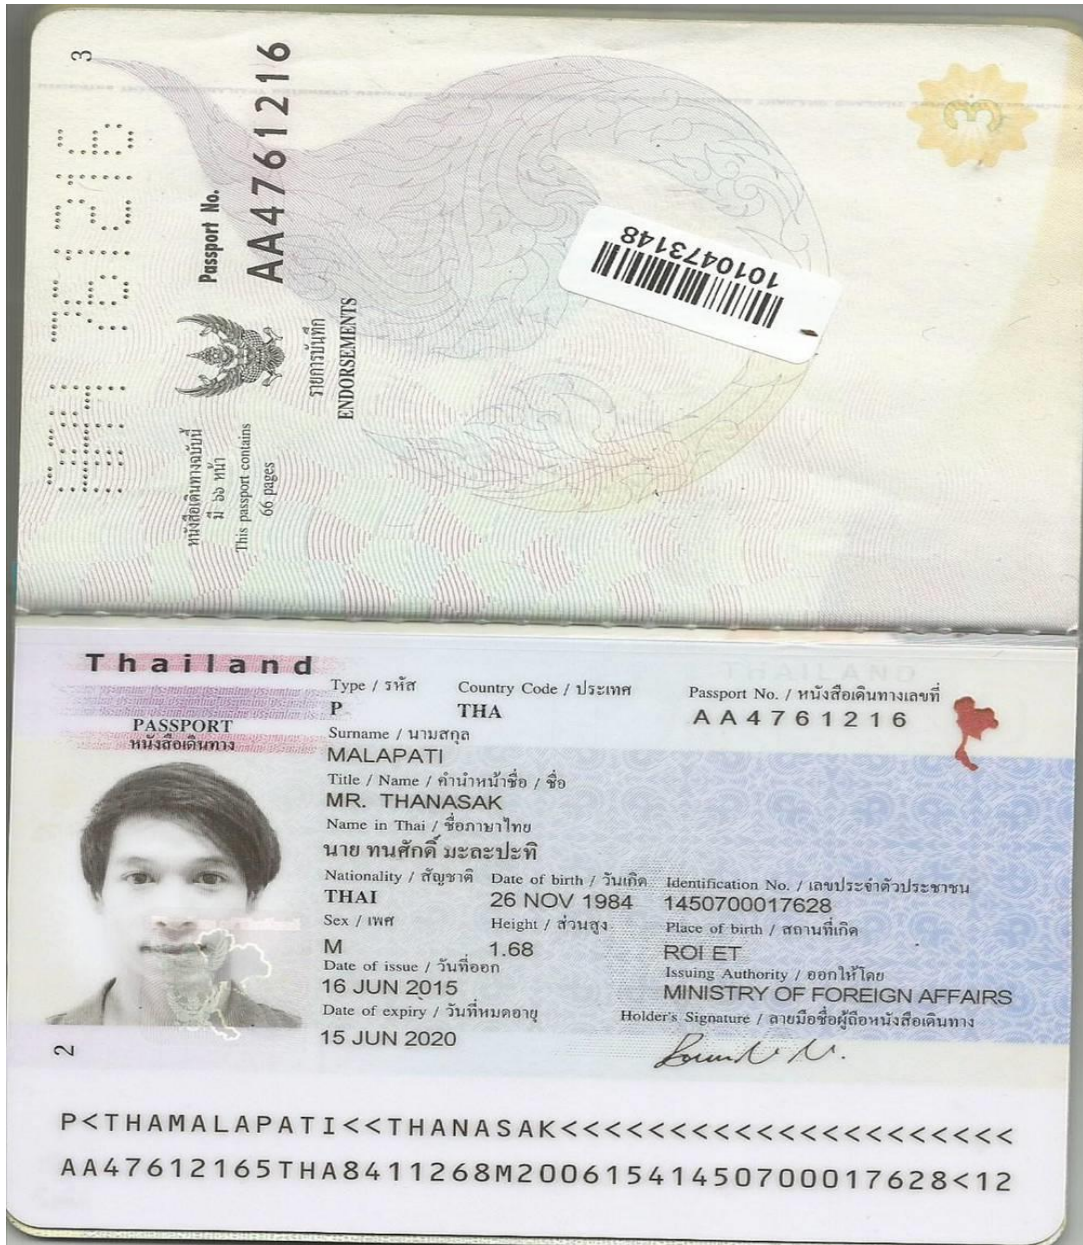 3
AA4761216
Passport No.
AA4761216
หนังสือเดินทางฉบับนี้
มี ๖๖ หน้า
This passport contains
66 pages
รายการบันทึก
ENDORSEMENTS
1010473148
3
Thailand
PASSPORT
หนังสือเดินทาง
Type / รหัส Country Code / ประเทศ Passport No. / หนังสือเดินทางเลขที่
P THA AA4761216
Surname / นามสกุล
MALAPATI
Title / Name / คำนำหน้าชื่อ / ชื่อ
MR. THANASAK
Name in Thai / ชื่อภาษาไทย
นาย ทนศักดิ์ มะละปะทิ
Nationality / สัญชาติ Date of birth / วันเกิด Identification No. / เลขประจำตัวประชาชน
THAI 26 NOV 1984 1450700017628
Sex / เพศ Height / ส่วนสูง Place of birth / สถานที่เกิด
M 1.68 ROI ET
Date of issue / วันที่ออก Issuing Authority / ออกให้โดย
16 JUN 2015 MINISTRY OF FOREIGN AFFAIRS
Date of expiry / วันที่หมดอายุ Holder's Signature / ลายมือชื่อผู้ถือหนังสือเดินทาง
15 JUN 2020
2
P<THAMALAPATI<<THANASAK<<<<<<<<<<<<<<<<<<<<<
AA47612165THA8411268M20061541450700017628<12